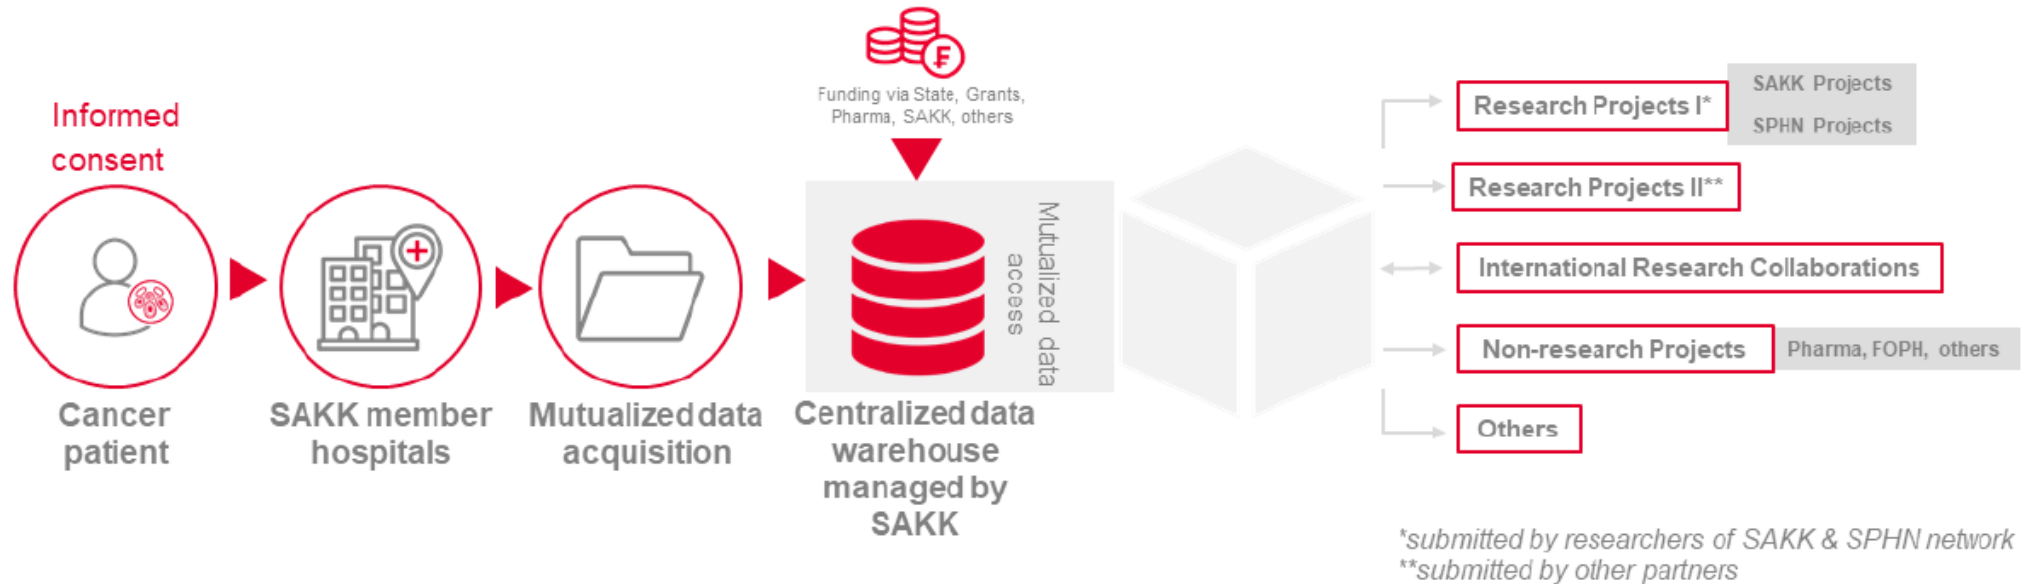 Informed
consent
Cancer
patient
SAKK member
hospitals
Mutualized data
acquisition
Funding via State, Grants,
Pharma, SAKK, others
Mutualized data
access
Centralized data
warehouse
managed by
SAKK
Research Projects I*
SAKK Projects
SPHN Projects
Research Projects II**
International Research Collaborations
Non-research Projects
Pharma, FOPH, others
Others
*submitted by researchers of SAKK & SPHN network
**submitted by other partners